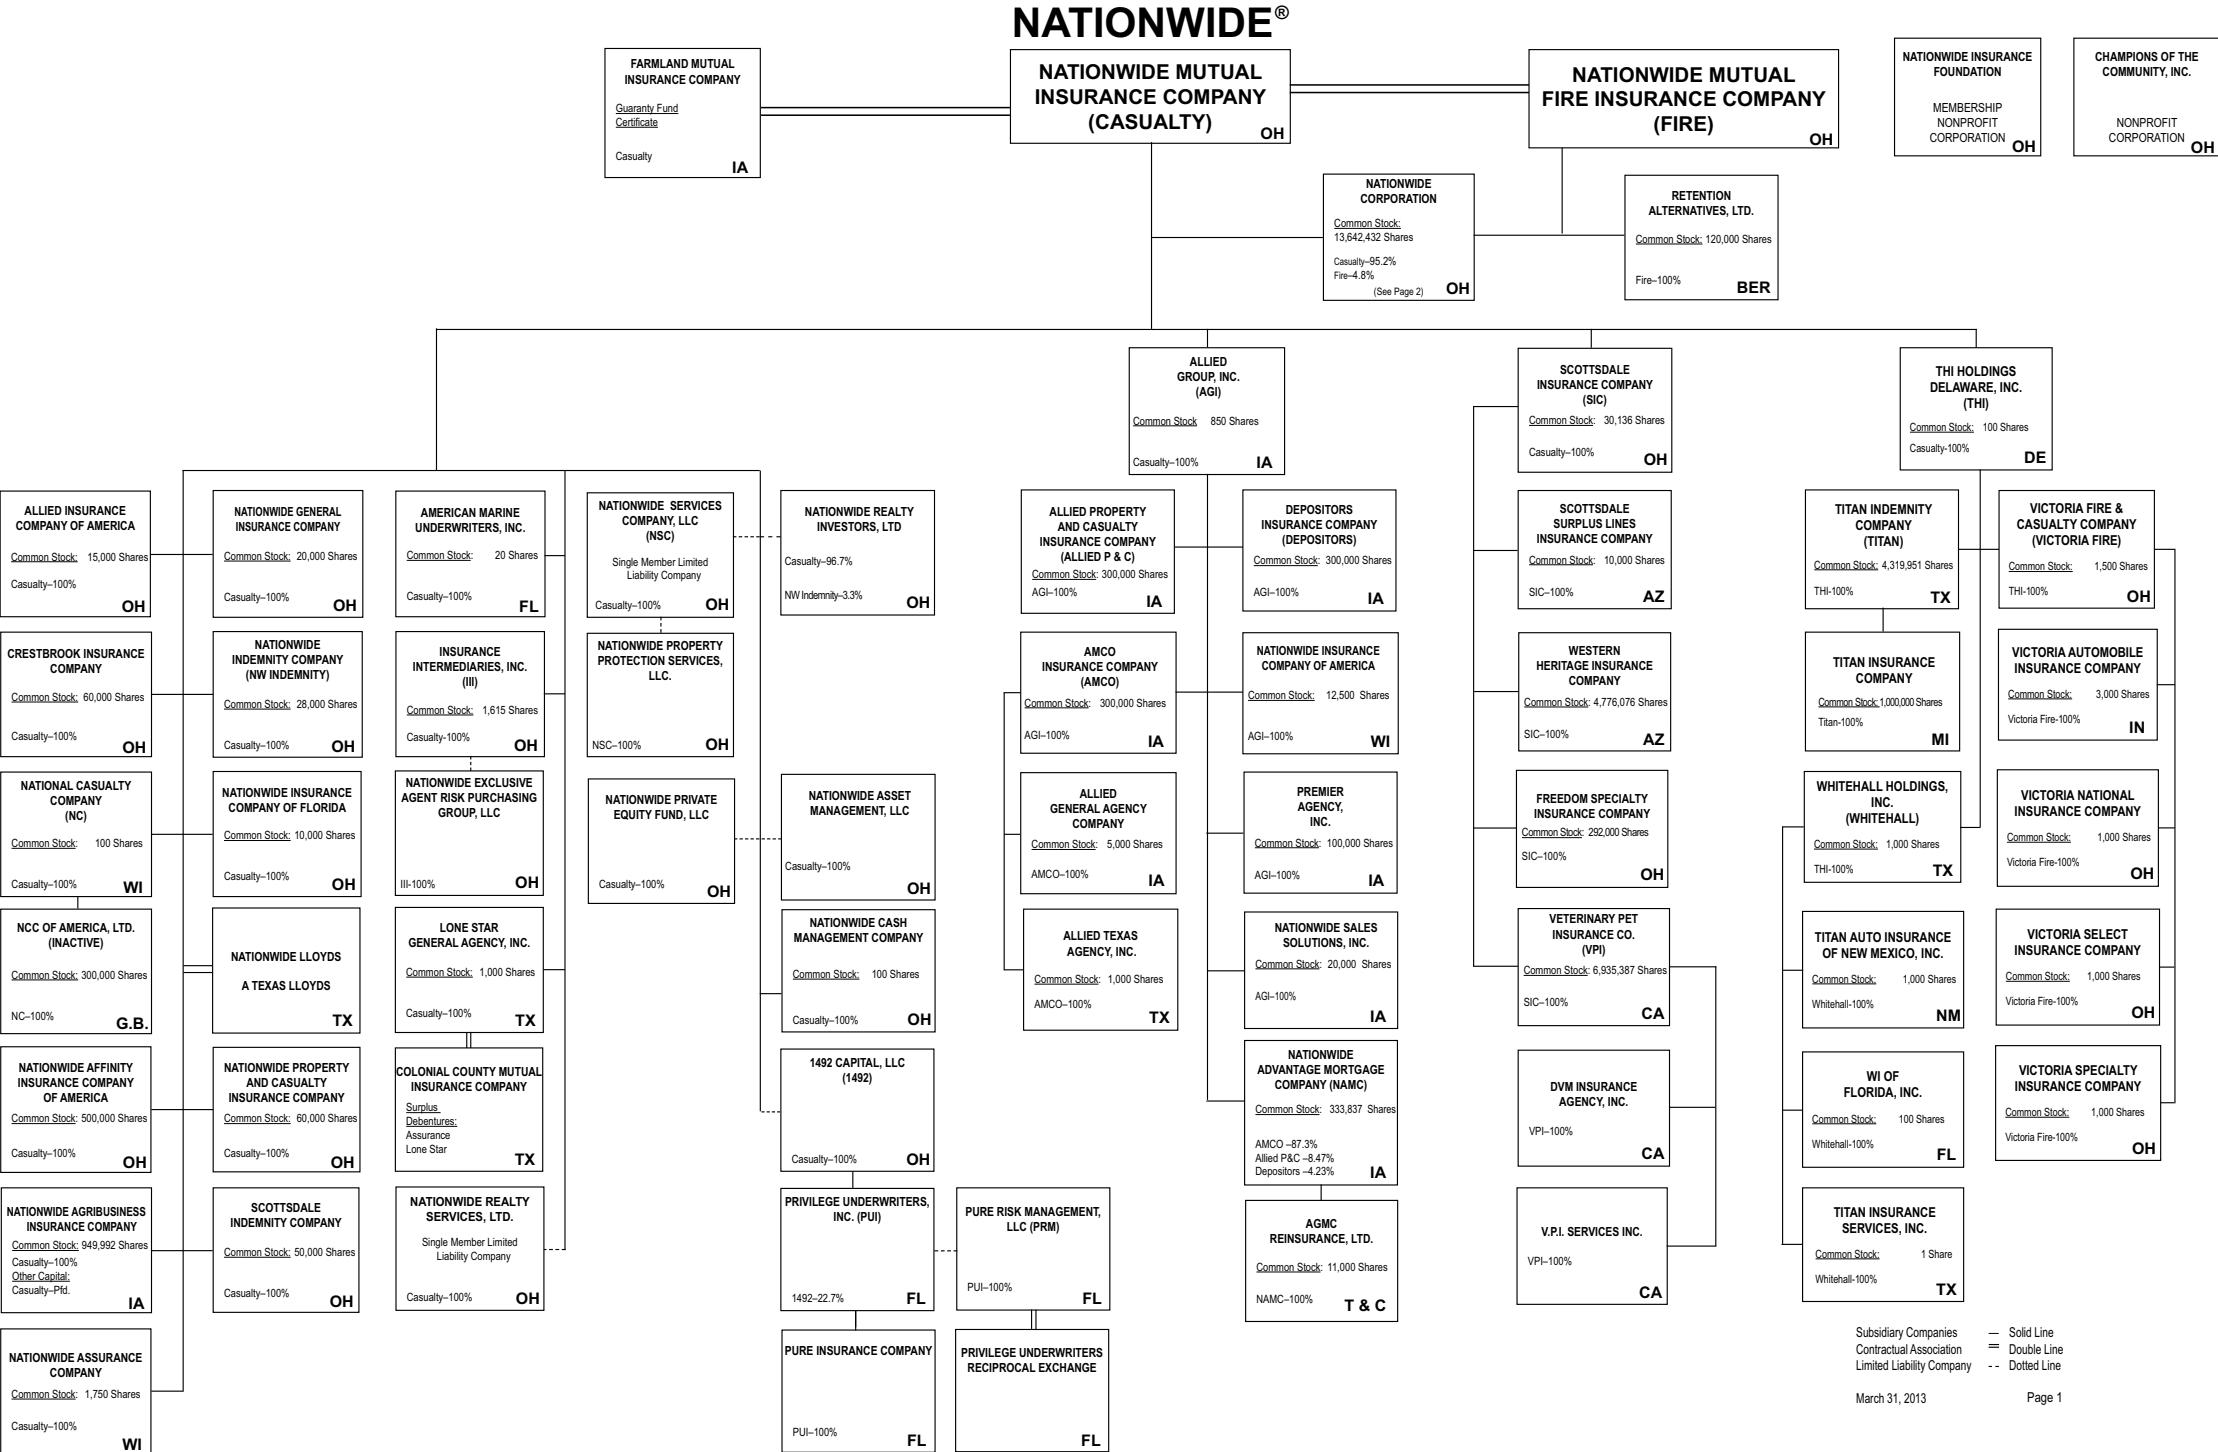 NATIONWIDE®
FARMLAND MUTUAL
INSURANCE COMPANY
Guaranty Fund
Certificate
Casualty
IA
NATIONWIDE MUTUAL
INSURANCE COMPANY
(CASUALTY)
OH
NATIONWIDE MUTUAL
FIRE INSURANCE COMPANY
(FIRE)
OH
NATIONWIDE INSURANCE
FOUNDATION
MEMBERSHIP
NONPROFIT
CORPORATION
OH
CHAMPIONS OF THE
COMMUNITY, INC.
NONPROFIT
CORPORATION
OH
NATIONWIDE
CORPORATION
Common Stock:
13,642,432 Shares
Casualty–95.2%
Fire–4.8%
(See Page 2)
OH
RETENTION
ALTERNATIVES, LTD.
Common Stock: 120,000 Shares
Fire–100%
BER
ALLIED
GROUP, INC.
(AGI)
Common Stock 850 Shares
Casualty–100%
IA
SCOTTSDALE
INSURANCE COMPANY
(SIC)
Common Stock: 30,136 Shares
Casualty–100%
OH
THI HOLDINGS
DELAWARE, INC.
(THI)
Common Stock: 100 Shares
Casualty-100%
DE
ALLIED INSURANCE
COMPANY OF AMERICA
Common Stock: 15,000 Shares
Casualty–100%
OH
NATIONWIDE GENERAL
INSURANCE COMPANY
Common Stock: 20,000 Shares
Casualty–100%
OH
AMERICAN MARINE
UNDERWRITERS, INC.
Common Stock: 20 Shares
Casualty–100%
FL
NATIONWIDE SERVICES
COMPANY, LLC
(NSC)
Single Member Limited
Liability Company
Casualty–100%
OH
NATIONWIDE REALTY
INVESTORS, LTD
Casualty–96.7%
NW Indemnity–3.3%
OH
ALLIED PROPERTY
AND CASUALTY
INSURANCE COMPANY
(ALLIED P & C)
Common Stock: 300,000 Shares
AGI–100%
IA
DEPOSITORS
INSURANCE COMPANY
(DEPOSITORS)
Common Stock: 300,000 Shares
AGI–100%
IA
SCOTTSDALE
SURPLUS LINES
INSURANCE COMPANY
Common Stock: 10,000 Shares
SIC–100%
AZ
TITAN INDEMNITY
COMPANY
(TITAN)
Common Stock: 4,319,951 Shares
THI-100%
TX
VICTORIA FIRE &
CASUALTY COMPANY
(VICTORIA FIRE)
Common Stock: 1,500 Shares
THI-100%
OH
CRESTBROOK INSURANCE
COMPANY
Common Stock: 60,000 Shares
Casualty–100%
OH
NATIONWIDE
INDEMNITY COMPANY
(NW INDEMNITY)
Common Stock: 28,000 Shares
Casualty–100%
OH
INSURANCE
INTERMEDIARIES, INC.
(III)
Common Stock: 1,615 Shares
Casualty-100%
OH
NATIONWIDE PROPERTY
PROTECTION SERVICES,
LLC.
NSC–100%
OH
AMCO
INSURANCE COMPANY
(AMCO)
Common Stock: 300,000 Shares
AGI–100%
IA
NATIONWIDE INSURANCE
COMPANY OF AMERICA
Common Stock: 12,500 Shares
AGI–100%
WI
WESTERN
HERITAGE INSURANCE
COMPANY
Common Stock: 4,776,076 Shares
SIC–100%
AZ
TITAN INSURANCE
COMPANY
Common Stock: 1,000,000 Shares
Titan-100%
MI
VICTORIA AUTOMOBILE
INSURANCE COMPANY
Common Stock: 3,000 Shares
Victoria Fire-100%
IN
NATIONAL CASUALTY
COMPANY
(NC)
Common Stock: 100 Shares
Casualty–100%
WI
NATIONWIDE INSURANCE
COMPANY OF FLORIDA
Common Stock: 10,000 Shares
Casualty–100%
OH
NATIONWIDE EXCLUSIVE
AGENT RISK PURCHASING
GROUP, LLC
III-100%
OH
NATIONWIDE PRIVATE
EQUITY FUND, LLC
Casualty–100%
OH
NATIONWIDE ASSET
MANAGEMENT, LLC
Casualty–100%
OH
ALLIED
GENERAL AGENCY
COMPANY
Common Stock: 5,000 Shares
AMCO–100%
IA
PREMIER
AGENCY,
INC.
Common Stock: 100,000 Shares
AGI–100%
IA
FREEDOM SPECIALTY
INSURANCE COMPANY
Common Stock: 292,000 Shares
SIC–100%
OH
WHITEHALL HOLDINGS,
INC.
(WHITEHALL)
Common Stock: 1,000 Shares
THI-100%
TX
VICTORIA NATIONAL
INSURANCE COMPANY
Common Stock: 1,000 Shares
Victoria Fire-100%
OH
NCC OF AMERICA, LTD.
(INACTIVE)
Common Stock: 300,000 Shares
NC–100%
G.B.
NATIONWIDE LLOYDS
A TEXAS LLOYDS
TX
LONE STAR
GENERAL AGENCY, INC.
Common Stock: 1,000 Shares
Casualty–100%
TX
NATIONWIDE CASH
MANAGEMENT COMPANY
Common Stock: 100 Shares
Casualty–100%
OH
ALLIED TEXAS
AGENCY, INC.
Common Stock: 1,000 Shares
AMCO–100%
TX
NATIONWIDE SALES
SOLUTIONS, INC.
Common Stock: 20,000 Shares
AGI–100%
IA
VETERINARY PET
INSURANCE CO.
(VPI)
Common Stock: 6,935,387 Shares
SIC–100%
CA
TITAN AUTO INSURANCE
OF NEW MEXICO, INC.
Common Stock: 1,000 Shares
Whitehall-100%
NM
VICTORIA SELECT
INSURANCE COMPANY
Common Stock: 1,000 Shares
Victoria Fire-100%
OH
NATIONWIDE AFFINITY
INSURANCE COMPANY
OF AMERICA
Common Stock: 500,000 Shares
Casualty–100%
OH
NATIONWIDE PROPERTY
AND CASUALTY
INSURANCE COMPANY
Common Stock: 60,000 Shares
Casualty–100%
OH
COLONIAL COUNTY MUTUAL
INSURANCE COMPANY
Surplus
Debentures:
Assurance
Lone Star
TX
1492 CAPITAL, LLC
(1492)
Casualty–100%
OH
NATIONWIDE
ADVANTAGE MORTGAGE
COMPANY (NAMC)
Common Stock: 333,837 Shares
AMCO –87.3%
Allied P&C –8.47%
Depositors –4.23%
IA
DVM INSURANCE
AGENCY, INC.
VPI–100%
CA
WI OF
FLORIDA, INC.
Common Stock: 100 Shares
Whitehall-100%
FL
VICTORIA SPECIALTY
INSURANCE COMPANY
Common Stock: 1,000 Shares
Victoria Fire-100%
OH
NATIONWIDE AGRIBUSINESS
INSURANCE COMPANY
Common Stock: 949,992 Shares
Casualty–100%
Other Capital:
Casualty–Pfd.
IA
SCOTTSDALE
INDEMNITY COMPANY
Common Stock: 50,000 Shares
Casualty–100%
OH
NATIONWIDE REALTY
SERVICES, LTD.
Single Member Limited
Liability Company
Casualty–100%
OH
PRIVILEGE UNDERWRITERS,
INC. (PUI)
1492–22.7%
FL
PURE RISK MANAGEMENT,
LLC (PRM)
PUI–100%
FL
AGMC
REINSURANCE, LTD.
Common Stock: 11,000 Shares
NAMC–100%
T & C
V.P.I. SERVICES INC.
VPI–100%
CA
TITAN INSURANCE
SERVICES, INC.
Common Stock: 1 Share
Whitehall-100%
TX
NATIONWIDE ASSURANCE
COMPANY
Common Stock: 1,750 Shares
Casualty–100%
WI
PURE INSURANCE COMPANY
PUI–100%
FL
PRIVILEGE UNDERWRITERS
RECIPROCAL EXCHANGE
FL
Subsidiary Companies — Solid Line
Contractual Association = Double Line
Limited Liability Company - - Dotted Line
March 31, 2013 Page 1